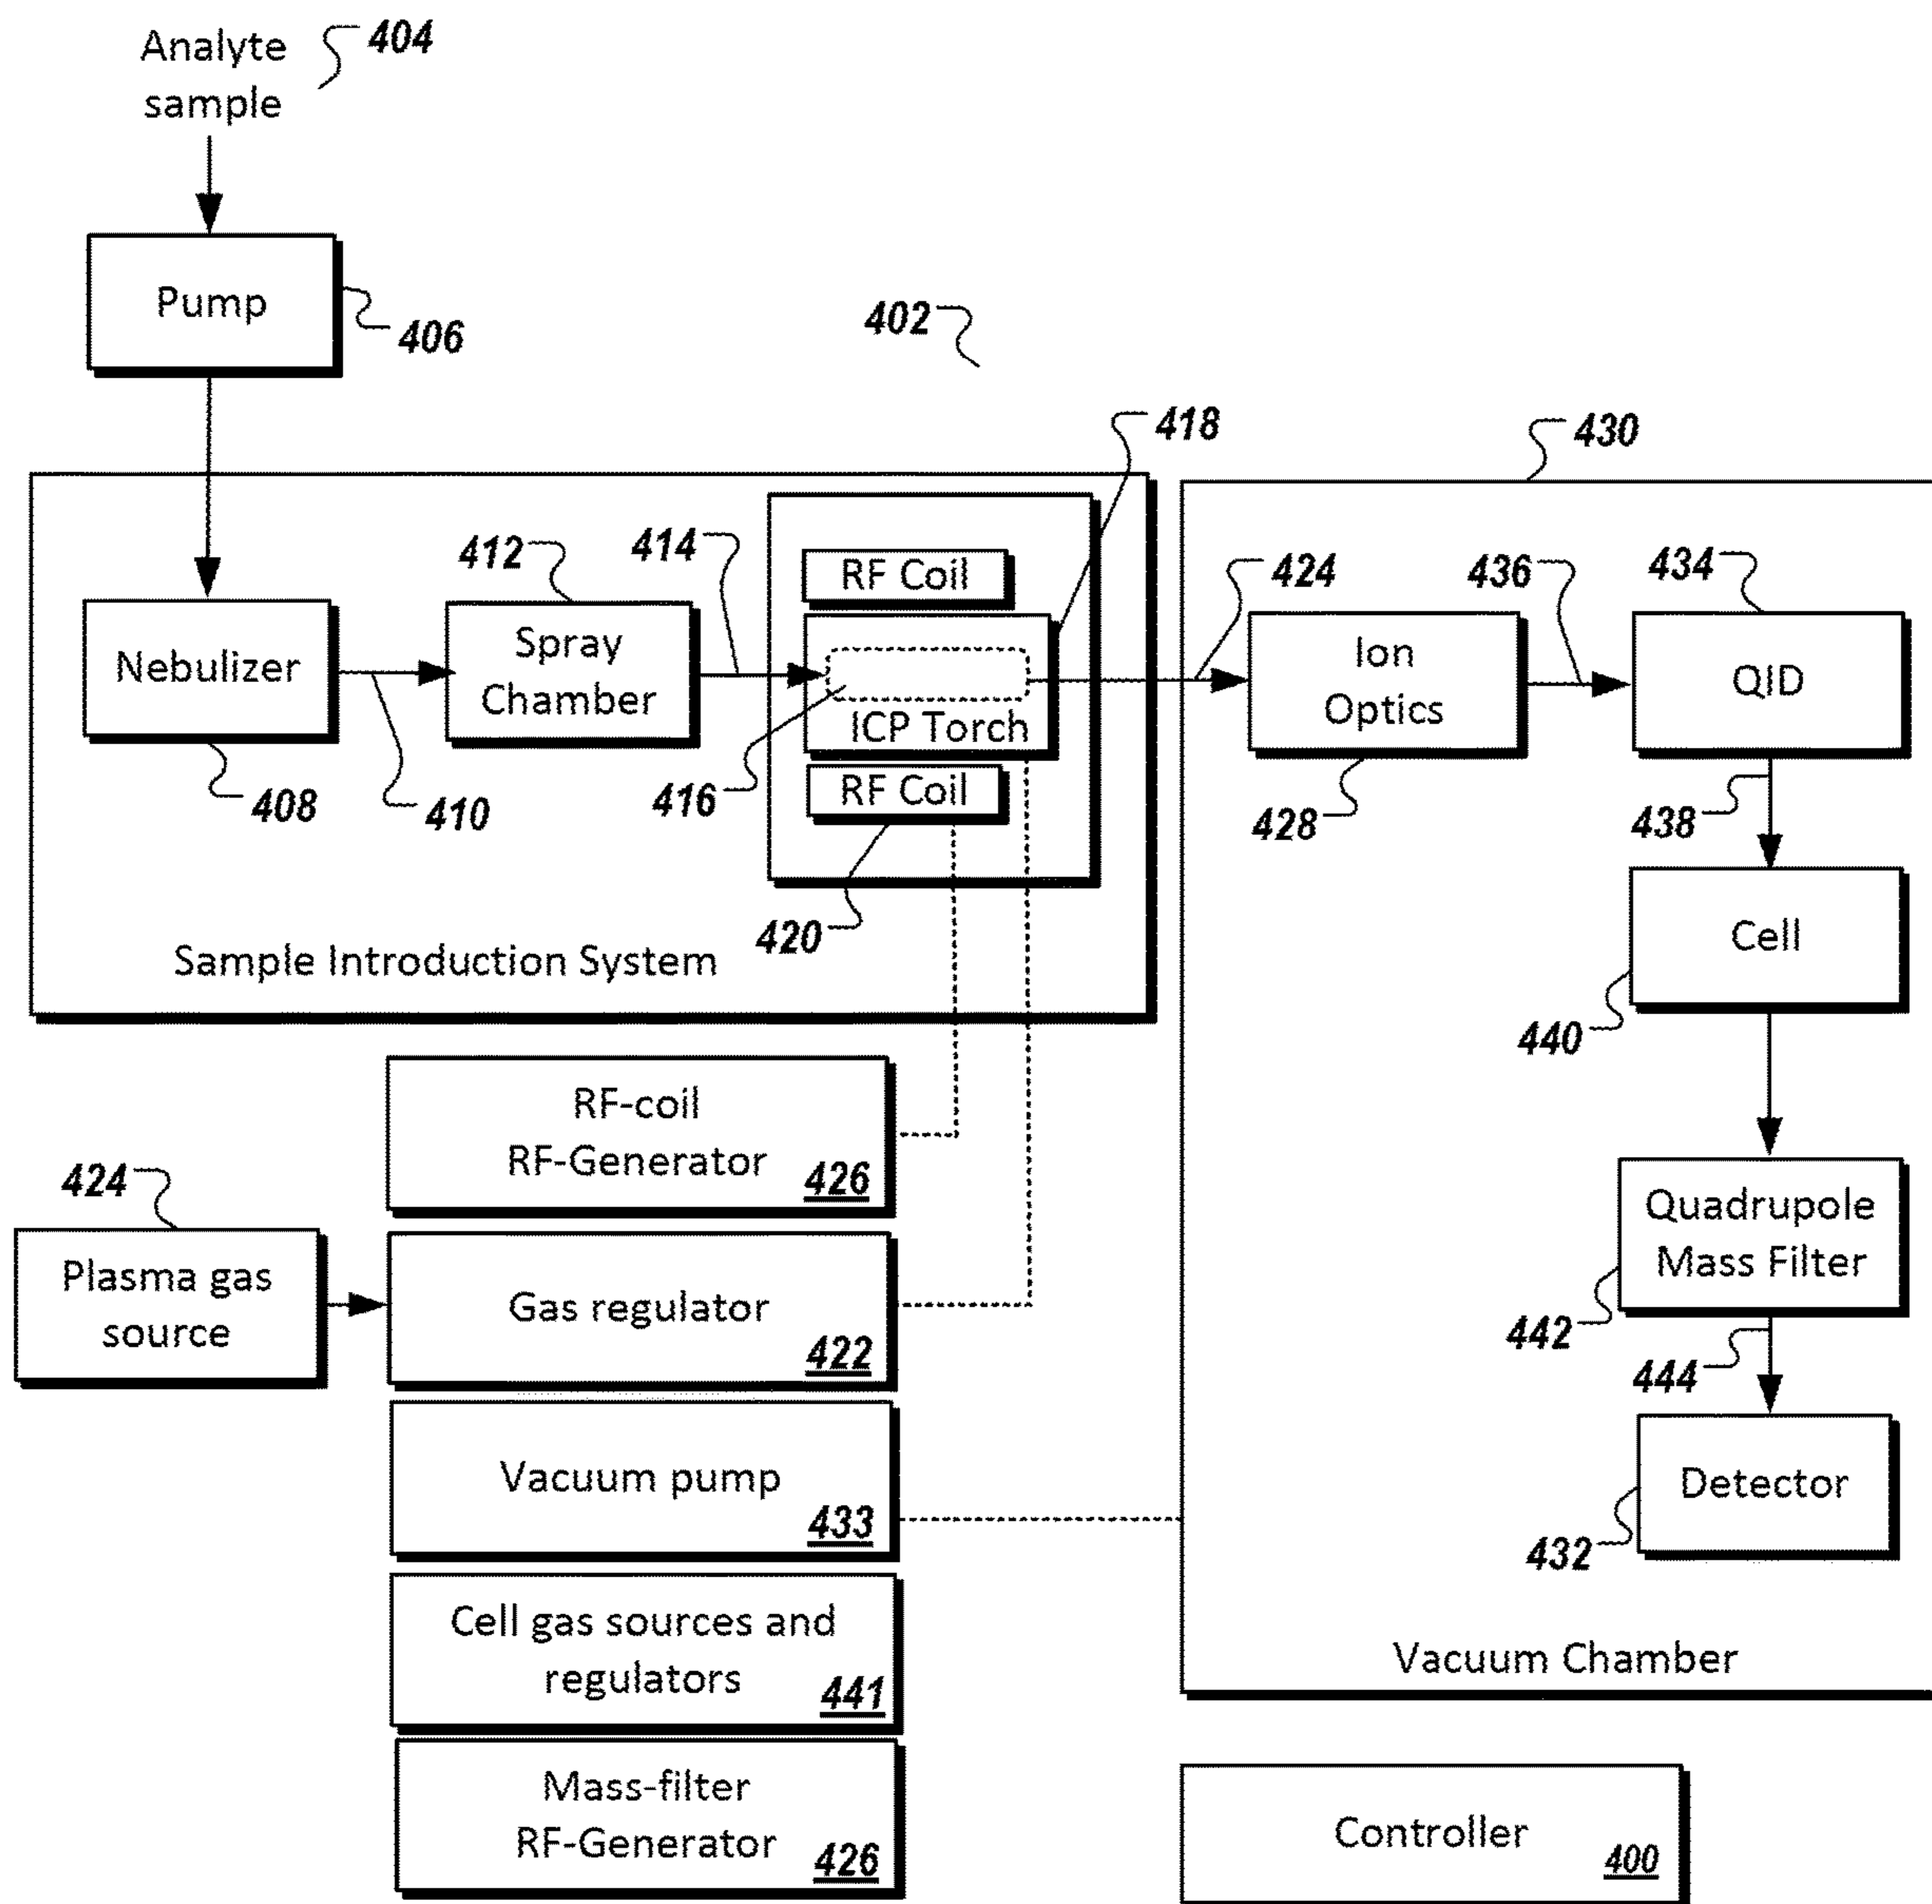 Analyte
sample
404
Pump
406
402
418
430
412
414
RF Coil
424
436
434
Nebulizer
Spray
Chamber
ICP Torch
Ion
Optics
QID
408
410
416
RF Coil
428
438
420
Cell
Sample Introduction System
440
RF-coil
RF-Generator
426
424
Plasma gas
source
Gas regulator
422
Quadrupole
Mass Filter
442
444
Vacuum pump
433
Detector
432
Cell gas sources and
regulators
441
Vacuum Chamber
Mass-filter
RF-Generator
426
Controller
400